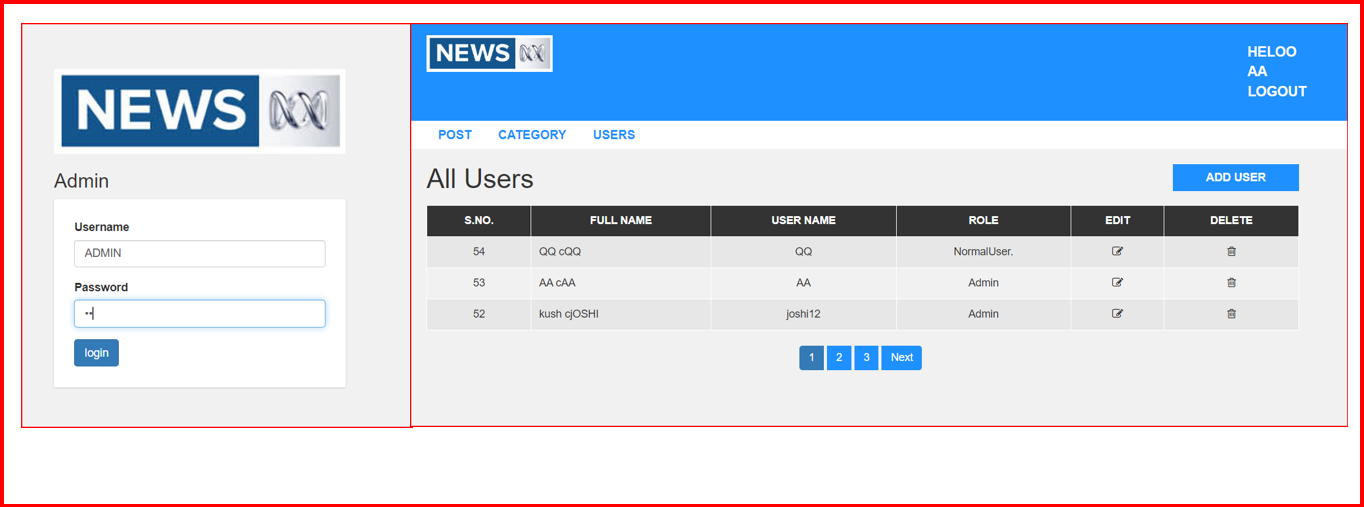 NEWS
Admin
Username
ADMIN
Password
login
NEWS
HELOO
AA
LOGOUT
POST CATEGORY USERS
All Users
ADD USER
S.NO. FULL NAME USER NAME ROLE EDIT DELETE
54 QQ cQQ QQ NormalUser.
53 AA cAA AA Admin
52 kush cjOSHI joshi12 Admin
1 2 3 Next